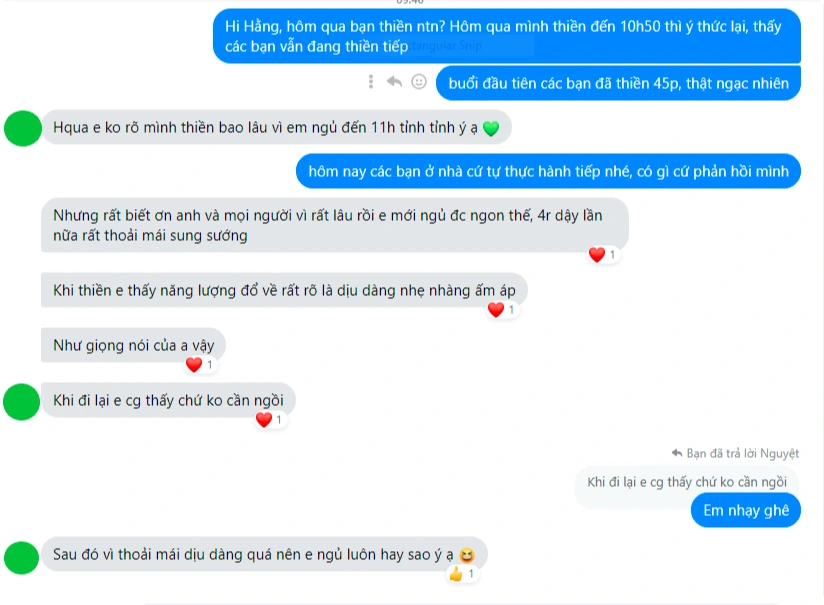 09:46
Hi Hằng, hôm qua bạn thiền ntn? Hôm qua mình thiền đến 10h50 thì ý thức lại, thấy
các bạn vẫn đang thiền tiếp
buổi đầu tiên các bạn đã thiền 45p, thật ngạc nhiên
Hqua e ko rõ mình thiền bao lâu vì em ngủ đến 11h tỉnh tỉnh ý ạ 💚
hôm nay các bạn ở nhà cứ tự thực hành tiếp nhé, có gì cứ phản hồi mình
Nhưng rất biết ơn anh và mọi người vì rất lâu rồi e mới ngủ đc ngon thế, 4r dậy lần
nữa rất thoải mái sung sướng
❤️ 1
Khi thiền e thấy năng lượng đổ về rất rõ là dịu dàng nhẹ nhàng ấm áp
❤️ 1
Như giọng nói của a vậy
❤️ 1
Khi đi lại e cg thấy chứ ko cần ngồi
❤️ 1
Bạn đã trả lời Nguyệt
Khi đi lại e cg thấy chứ ko cần ngồi
Em nhạy ghê
Sau đó vì thoải mái dịu dàng quá nên e ngủ luôn hay sao ý ạ 😆
👍 1